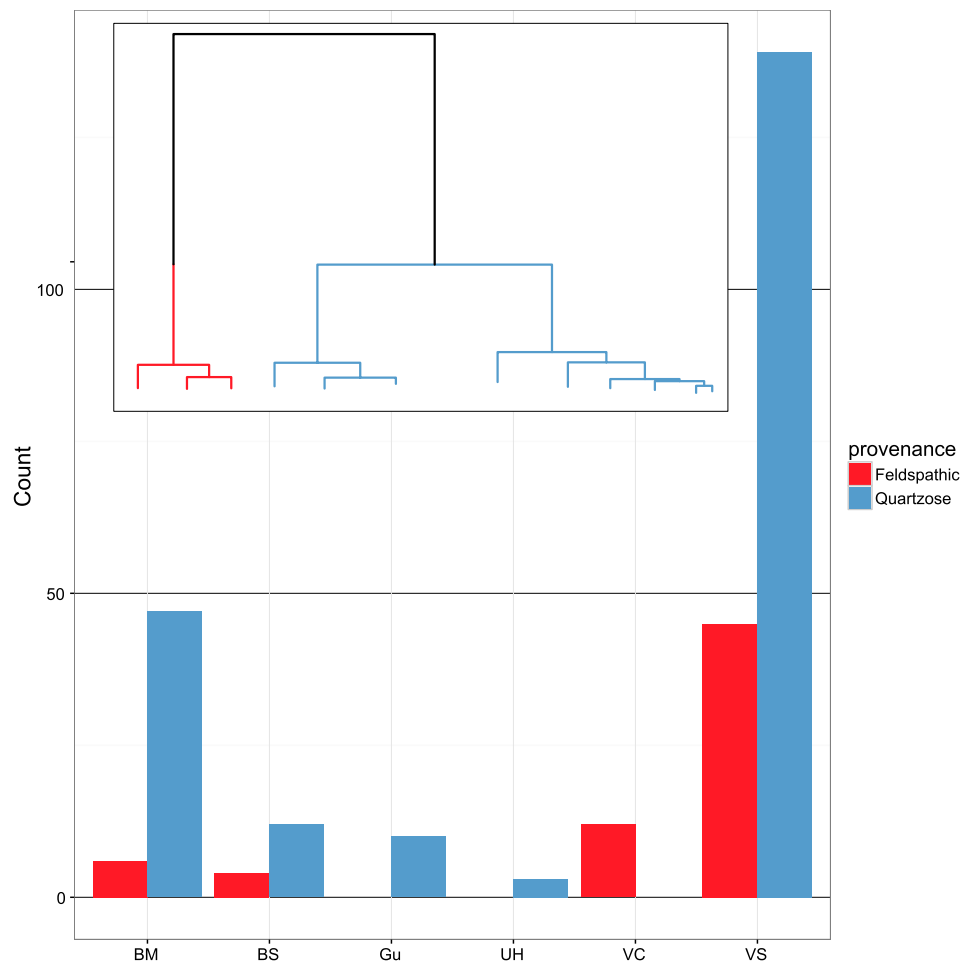 100
50
0
Count
BM BS Gu UH VC VS
provenance
Feldspathic
Quartzose